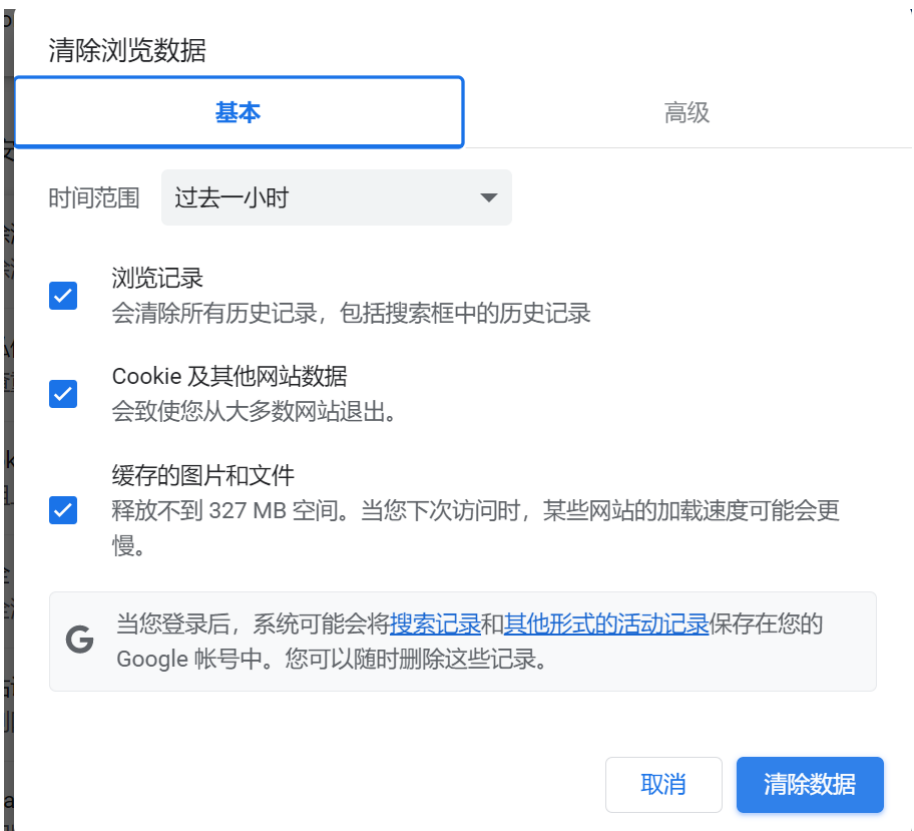 清除浏览数据
基本
高级
时间范围
过去一小时
浏览记录
会清除所有历史记录，包括搜索框中的历史记录
Cookie 及其他网站数据
会致使您从大多数网站退出。
缓存的图片和文件
释放不到 327 MB 空间。当您下次访问时，某些网站的加载速度可能会更
慢。
当您登录后，系统可能会将搜索记录和其他形式的活动记录保存在您的
Google 帐号中。您可以随时删除这些记录。
取消
清除数据